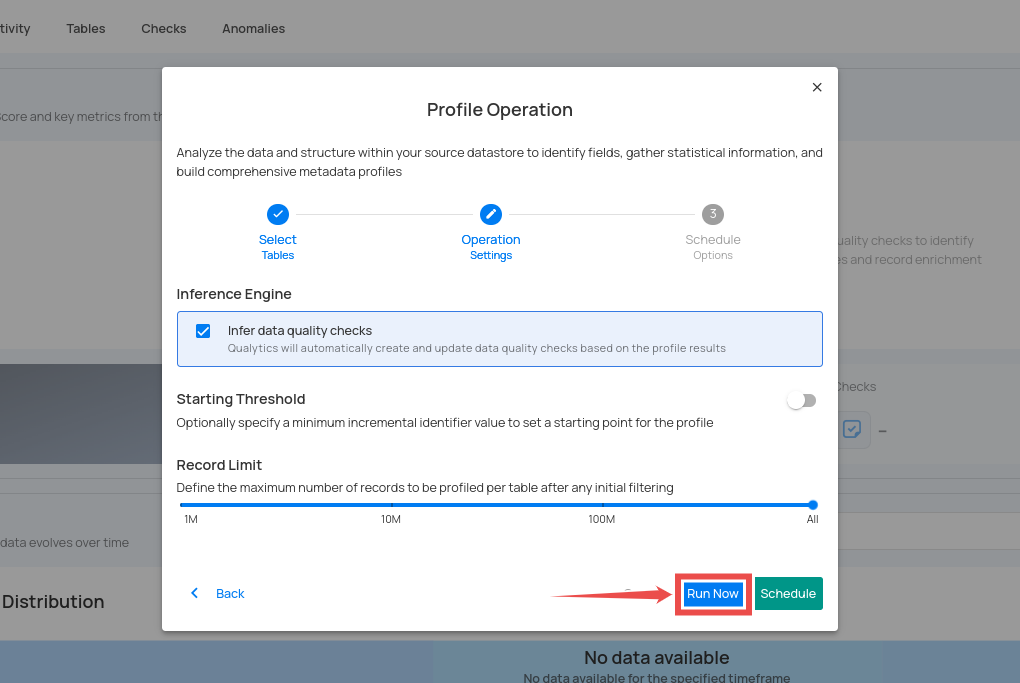 tivity Tables Checks Anomalies
core and key metrics from th
Profile Operation
Analyze the data and structure within your source datastore to identify fields, gather statistical information, and
build comprehensive metadata profiles
3
Select Operation Schedule
Tables Settings Options
uality checks to identify
s and record enrichment
Inference Engine
Infer data quality checks
Qualytics will automatically create and update data quality checks based on the profile results
Starting Threshold
Optionally specify a minimum incremental identifier value to set a starting point for the profile
Checks
–
Record Limit
Define the maximum number of records to be profiled per table after any initial filtering
1M 10M 100M All
data evolves over time
Back Run Now Schedule
Distribution
No data available
No data available for the specified timeframe